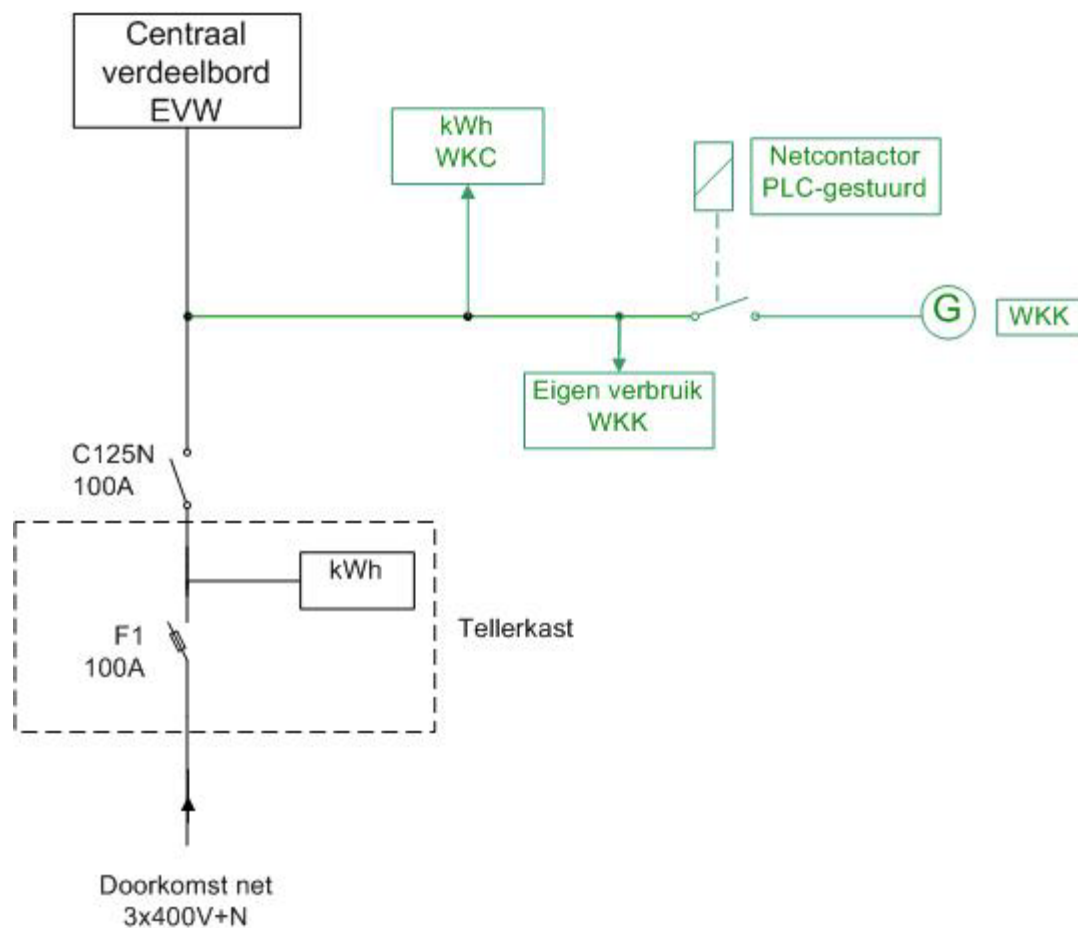 Centraal
verdeelbord
EVW
kWh
WKC
Netcontactor
PLC-gestuurd
G
WKK
Eigen verbruik
WKK
C125N
100A
kWh
F1
100A
Tellerkast
Doorkomst net
3x400V+N